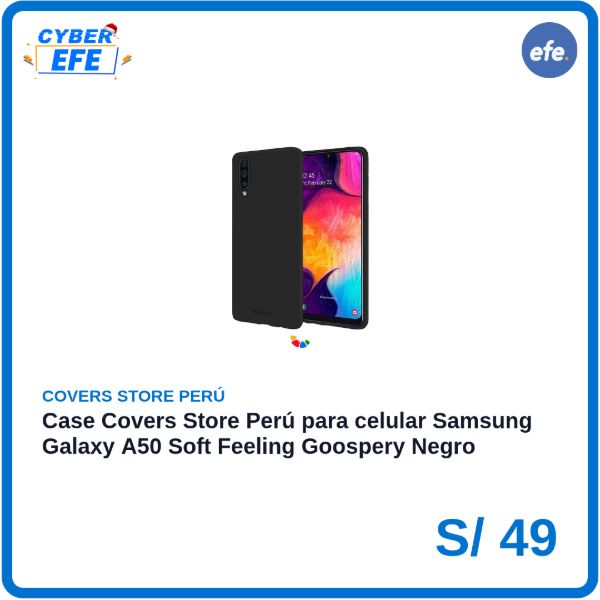 CYBER
EFE
efe.
COVERS STORE PERÚ
Case Covers Store Perú para celular Samsung
Galaxy A50 Soft Feeling Goospery Negro
S/ 49